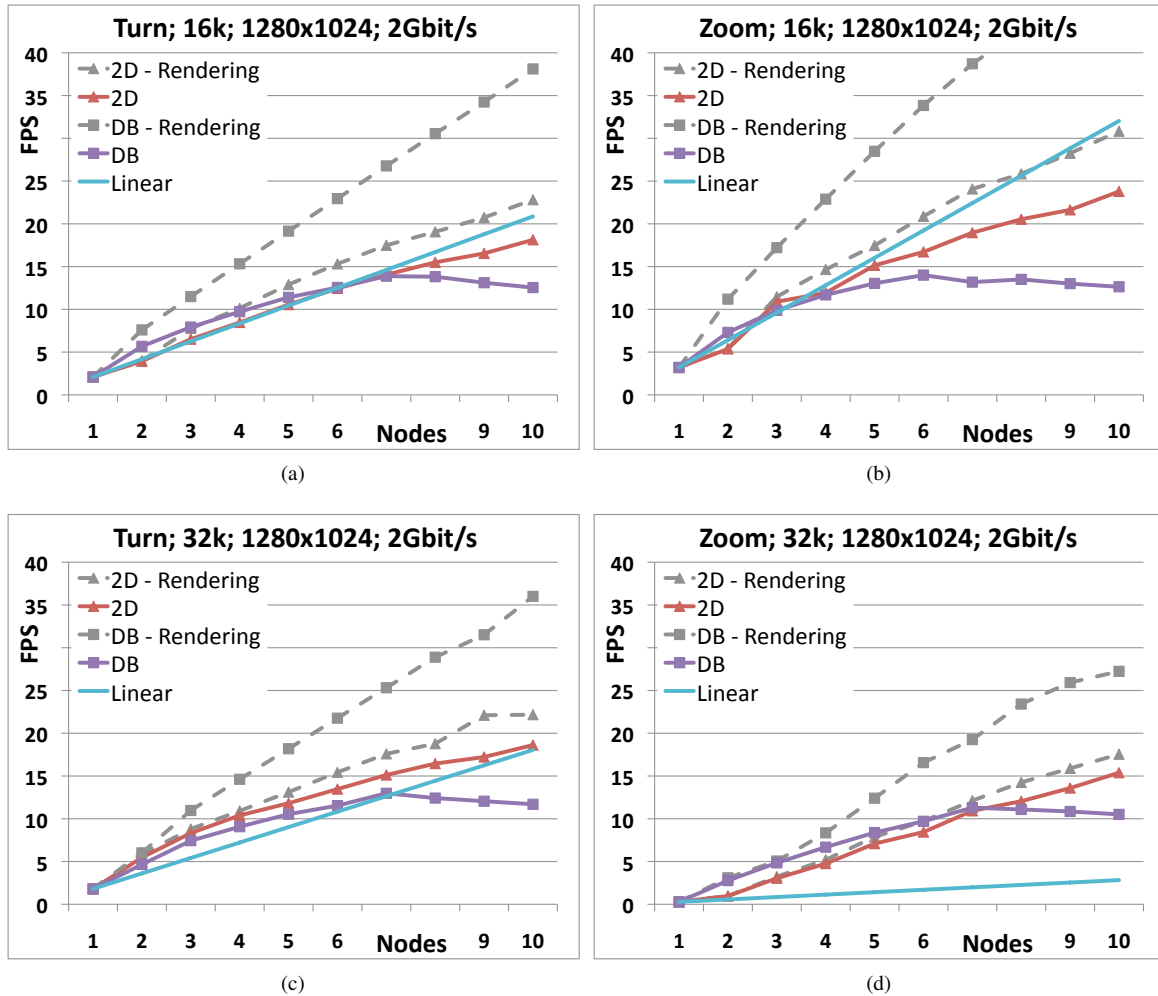 Turn; 16k; 1280x1024; 2Gbit/s
40
35
30
25
20
15
10
5
0
FPS
2D - Rendering
2D
DB - Rendering
DB
Linear
1 2 3 4 5 6 Nodes 9 10
(a)
Zoom; 16k; 1280x1024; 2Gbit/s
40
35
30
25
20
15
10
5
0
FPS
2D - Rendering
2D
DB - Rendering
DB
Linear
1 2 3 4 5 6 Nodes 9 10
(b)
Turn; 32k; 1280x1024; 2Gbit/s
40
35
30
25
20
15
10
5
0
FPS
2D - Rendering
2D
DB - Rendering
DB
Linear
1 2 3 4 5 6 Nodes 9 10
(c)
Zoom; 32k; 1280x1024; 2Gbit/s
40
35
30
25
20
15
10
5
0
FPS
2D - Rendering
2D
DB - Rendering
DB
Linear
1 2 3 4 5 6 Nodes 9 10
(d)